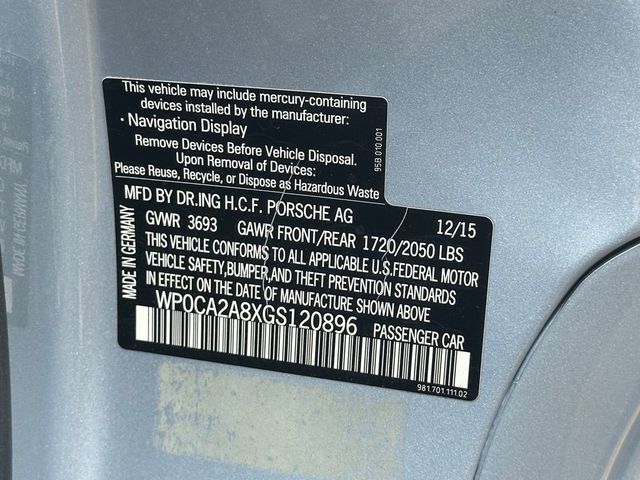 This vehicle may include mercury-containing
devices installed by the manufacturer:
• Navigation Display
Remove Devices Before Vehicle Disposal.
Upon Removal of Devices:
Please Reuse, Recycle, or Dispose as Hazardous Waste
95B.010.001
MFD BY DR.ING H.C.F. PORSCHE AG 12/15
GVWR 3693 GAWR FRONT/REAR 1720/2050 LBS
THIS VEHICLE CONFORMS TO ALL APPLICABLE U.S.FEDERAL MOTOR
VEHICLE SAFETY,BUMPER,AND THEFT PREVENTION STANDARDS
IN EFFECT ON THE DATE OF MANUFACTURE SHOWN ABOVE
WP0CA2A8XGS120896 PASSENGER CAR
MADE IN GERMANY
981.701.111.02